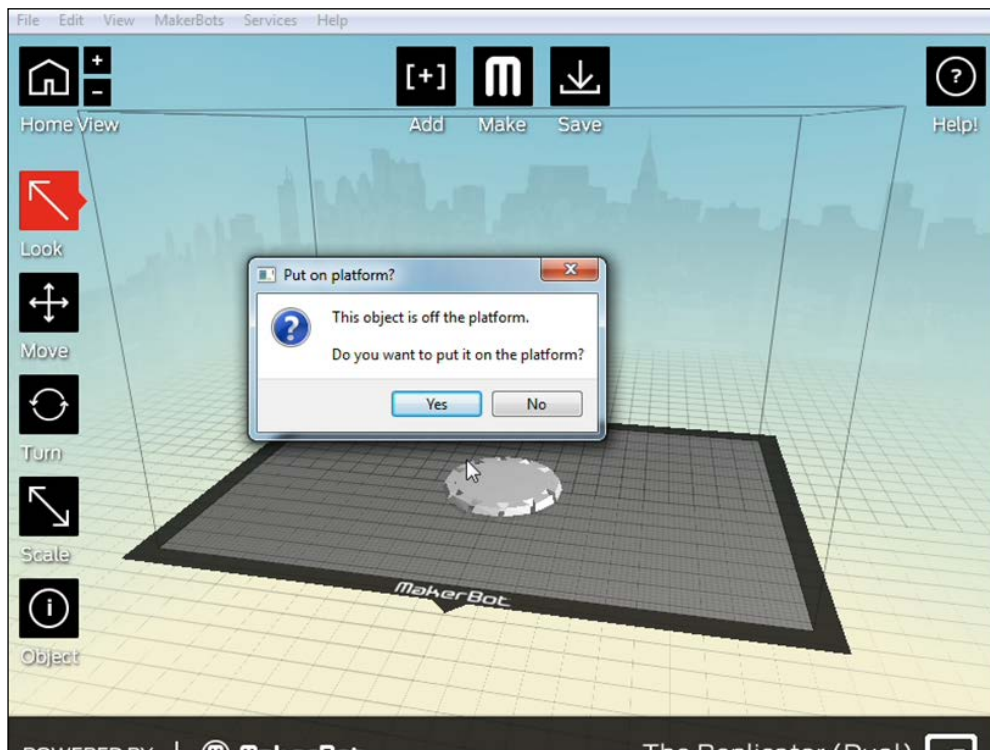 File Edit View MakerBots Services Help
+
[+] M ?
-
Home View Add Make Save Help!
Look
Put on platform?
This object is off the platform.
Move
Do you want to put it on the platform?
Yes No
Turn
Scale
MakerBot
i
Object
POWERED BY | M MakerBot The Replicator (Dual)